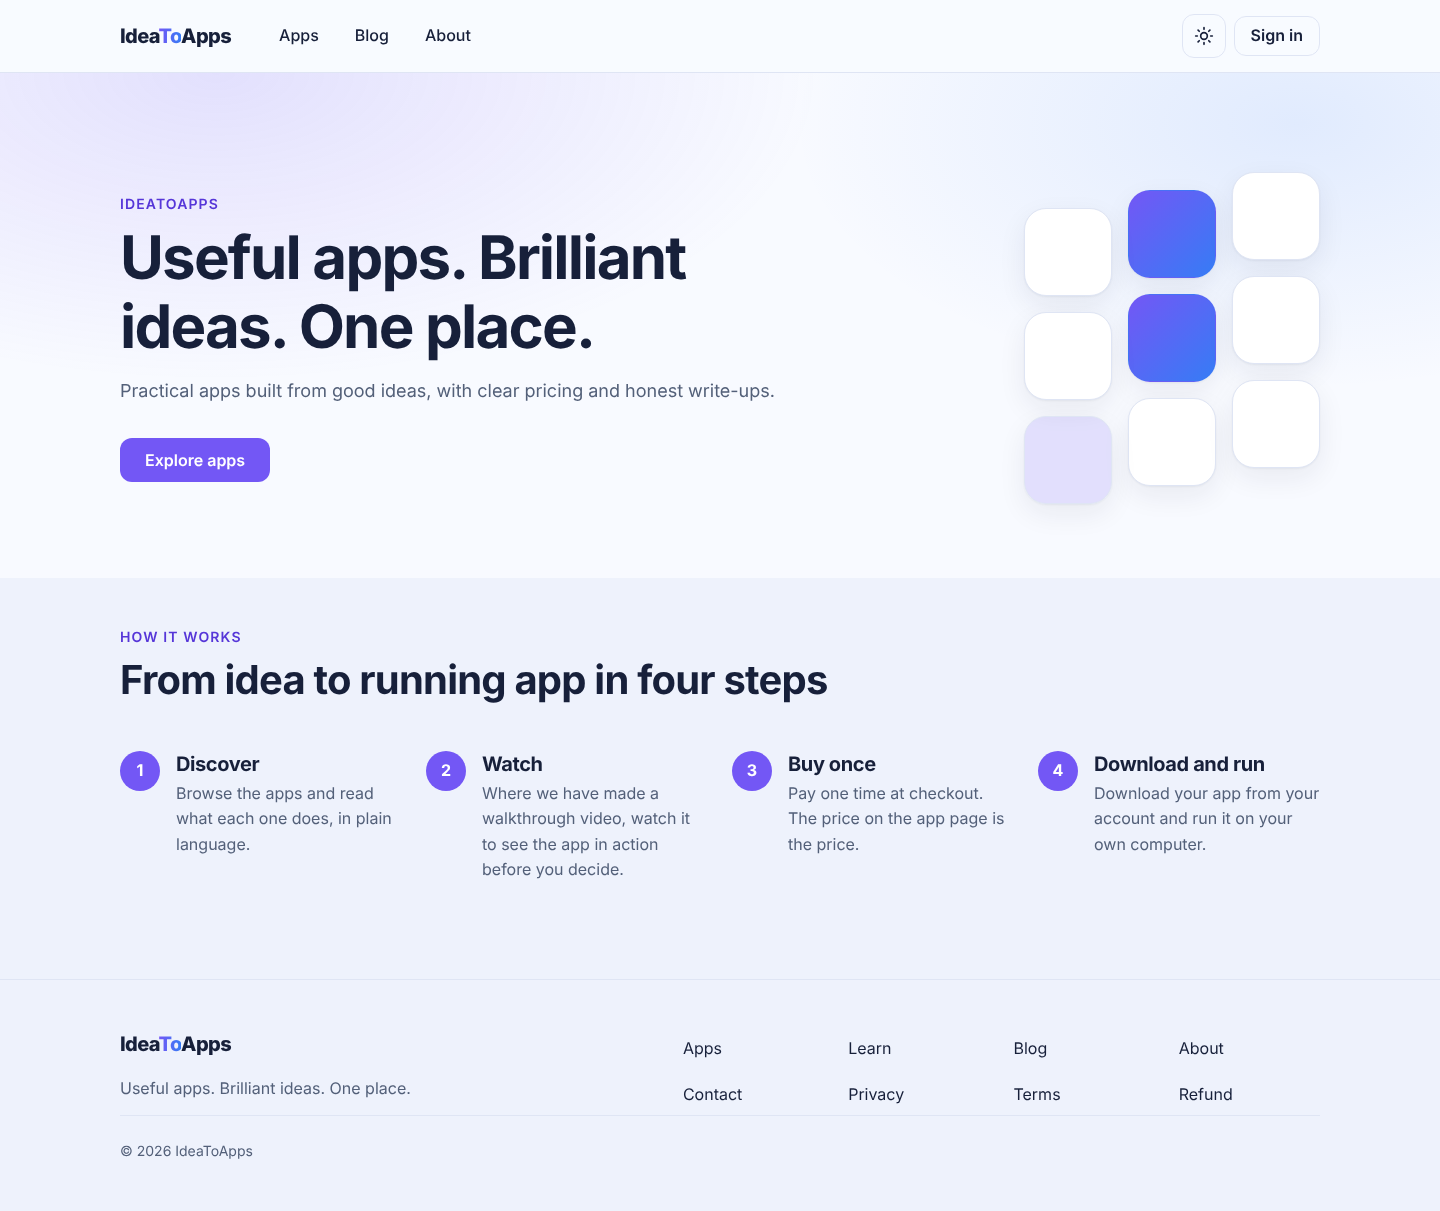 IdeaToApps
Apps
Blog
About
Sign in
IDEATOAPPS
Useful apps. Brilliant
ideas. One place.
Practical apps built from good ideas, with clear pricing and honest write-ups.
Explore apps
HOW IT WORKS
From idea to running app in four steps
1
Discover
Browse the apps and read
what each one does, in plain
language.
2
Watch
Where we have made a
walkthrough video, watch it
to see the app in action
before you decide.
3
Buy once
Pay one time at checkout.
The price on the app page is
the price.
4
Download and run
Download your app from your
account and run it on your
own computer.
IdeaToApps
Useful apps. Brilliant ideas. One place.
Apps
Learn
Blog
About
Contact
Privacy
Terms
Refund
© 2026 IdeaToApps